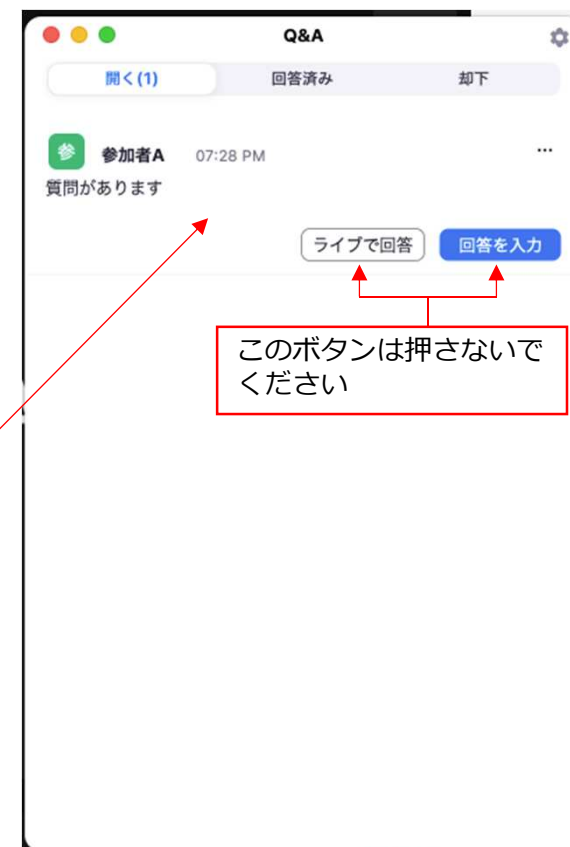 Q&A
開く(1) 回答済み 却下
参 参加者A 07:28 PM ...
質問があります
ライブで回答 回答を入力
このボタンは押さないで
ください